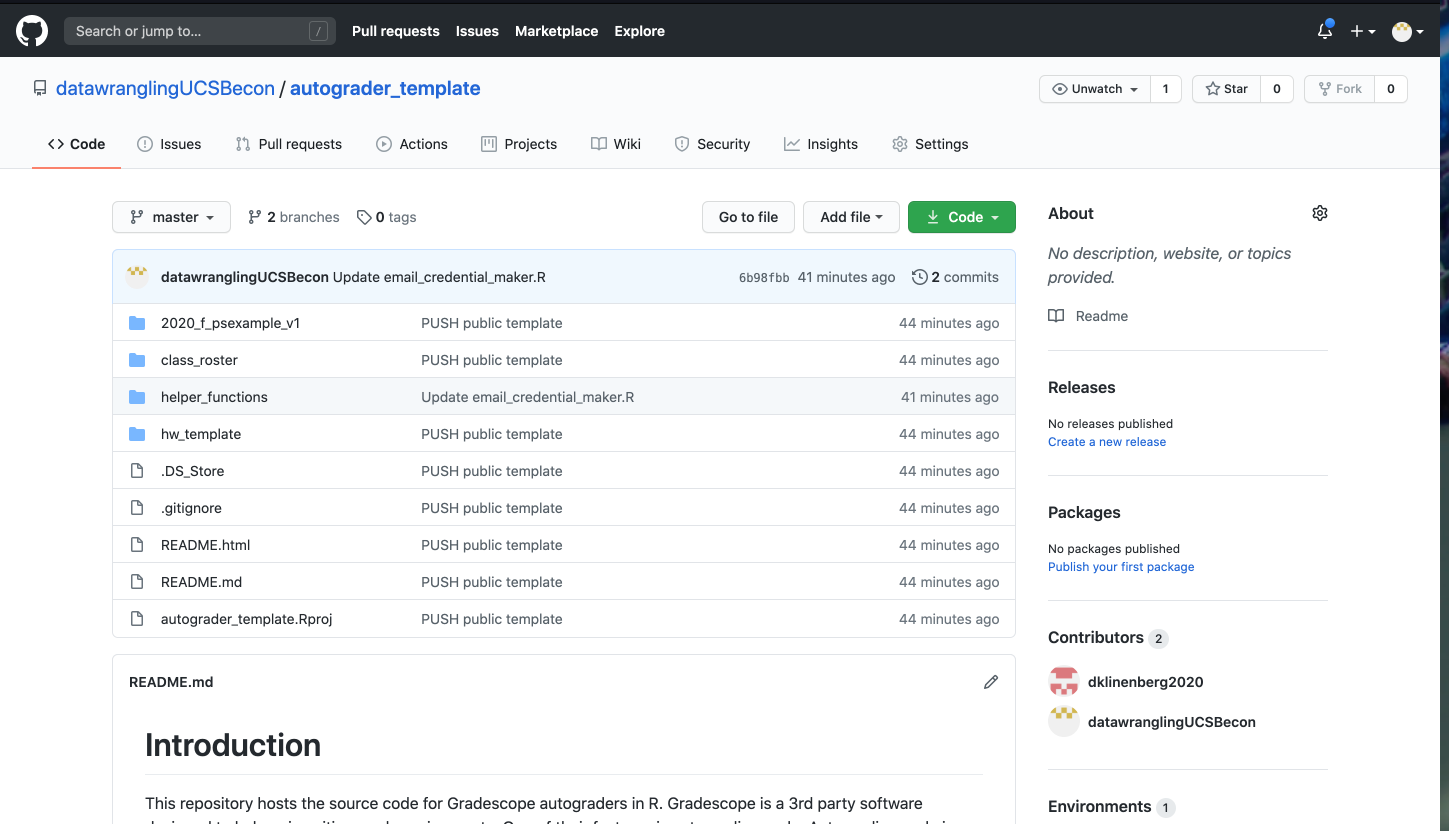 Search or jump to... /
Pull requests Issues Marketplace Explore
datawranglingUCSBecon / autograder_template
Unwatch 1 Star 0 Fork 0
Code Issues Pull requests Actions Projects Wiki Security Insights Settings
master 2 branches 0 tags Go to file Add file Code
datawranglingUCSBecon Update email_credential_maker.R 6b98fbb 41 minutes ago 2 commits
2020_f_psexample_v1 PUSH public template 44 minutes ago
class_roster PUSH public template 44 minutes ago
helper_functions Update email_credential_maker.R 41 minutes ago
hw_template PUSH public template 44 minutes ago
.DS_Store PUSH public template 44 minutes ago
.gitignore PUSH public template 44 minutes ago
README.html PUSH public template 44 minutes ago
README.md PUSH public template 44 minutes ago
autograder_template.Rproj PUSH public template 44 minutes ago
README.md
Introduction
This repository hosts the source code for Gradescope autograders in R. Gradescope is a 3rd party software
About
No description, website, or topics
provided.
Readme
Releases
No releases published
Create a new release
Packages
No packages published
Publish your first package
Contributors 2
dklinenberg2020
datawranglingUCSBecon
Environments 1